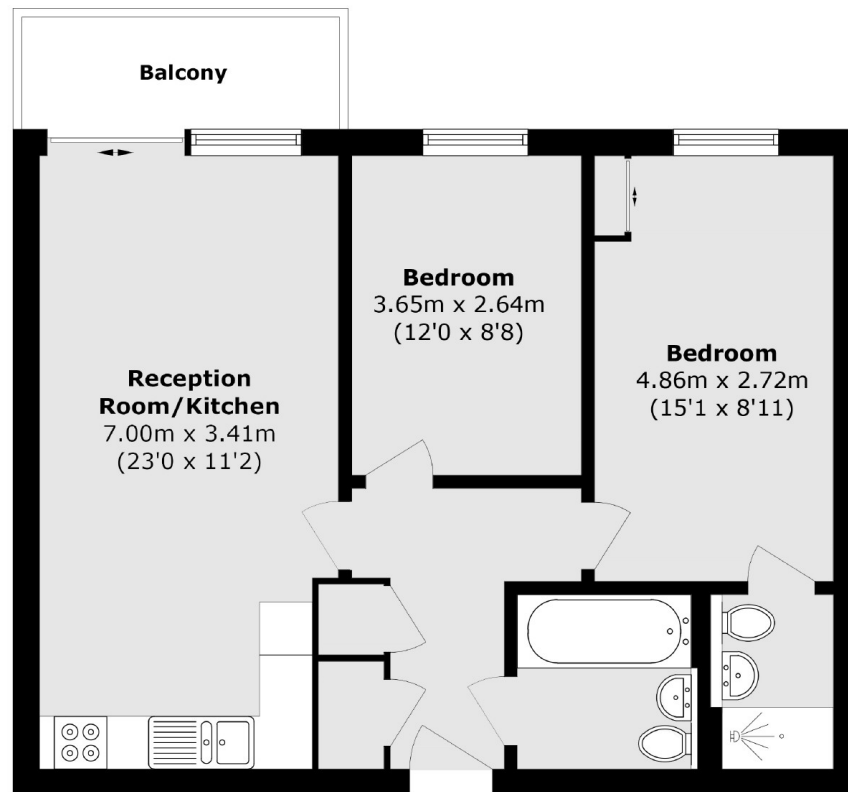 Balcony
Bedroom
3.65m x 2.64m
(12'0 x 8'8)
Bedroom
4.86m x 2.72m
(15'1 x 8'11)
Reception
Room/Kitchen
7.00m x 3.41m
(23'0 x 11'2)